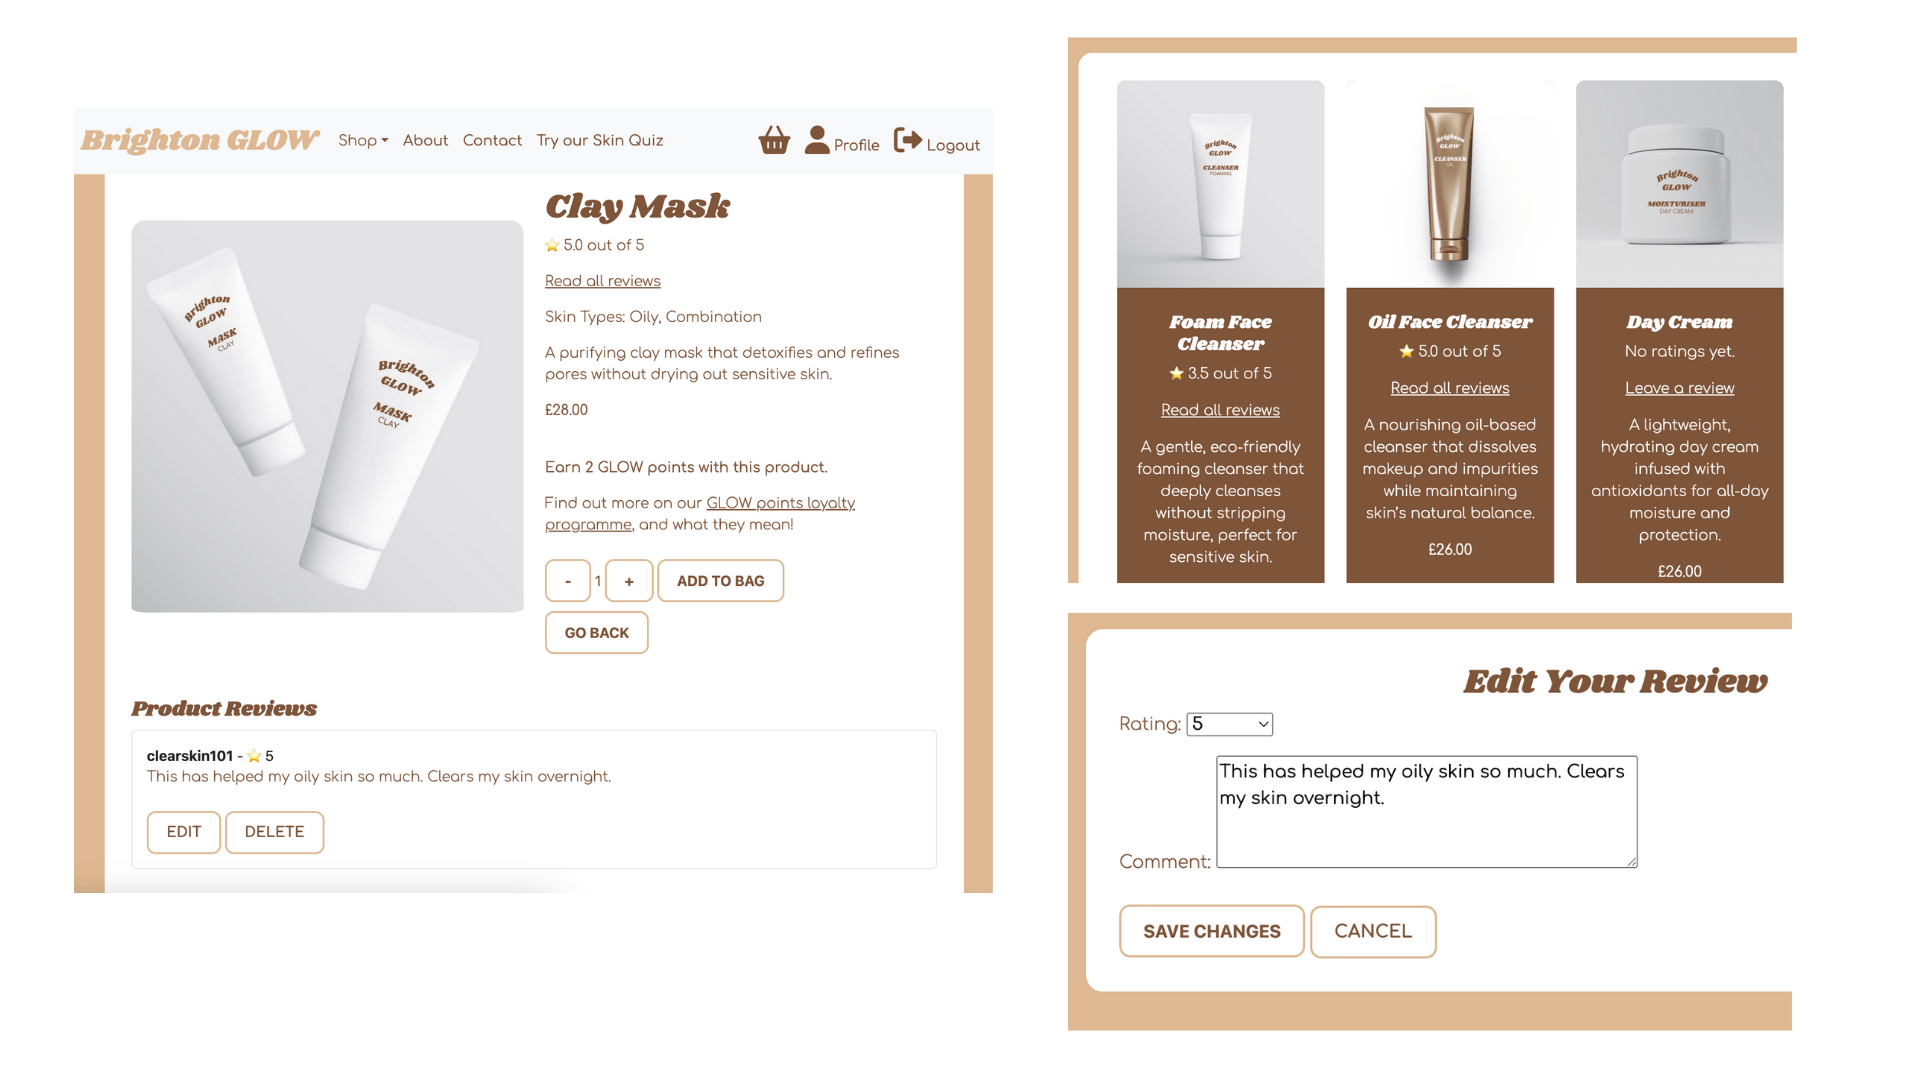 Brighton GLOW
Shop
About
Contact
Try our Skin Quiz
Profile
Logout
Brighton
GLOW
MASK
CLAY
Brighton
GLOW
MASK
CLAY
Clay Mask
5.0 out of 5
Read all reviews
Skin Types: Oily, Combination
A purifying clay mask that detoxifies and refines
pores without drying out sensitive skin.
£28.00
Earn 2 GLOW points with this product.
Find out more on our GLOW points loyalty
programme, and what they mean!
- 1 + ADD TO BAG
GO BACK
Product Reviews
clearskin101 - ⭐ 5
This has helped my oily skin so much. Clears my skin overnight.
EDIT
DELETE
Brighton
GLOW
CLEANSER
FOAMING
Foam Face
Cleanser
⭐ 3.5 out of 5
Read all reviews
A gentle, eco-friendly
foaming cleanser that
deeply cleanses
without stripping
moisture, perfect for
sensitive skin.
Brighton
GLOW
CLEANSER
OIL
Oil Face Cleanser
⭐ 5.0 out of 5
Read all reviews
A nourishing oil-based
cleanser that dissolves
makeup and impurities
while maintaining
skin's natural balance.
£26.00
Brighton
GLOW
MOISTURISER
DAY CREAM
Day Cream
No ratings yet.
Leave a review
A lightweight,
hydrating day cream
infused with
antioxidants for all-day
moisture and
protection.
£26.00
Edit Your Review
Rating: 5
Comment:
This has helped my oily skin so much. Clears
my skin overnight.
SAVE CHANGES
CANCEL